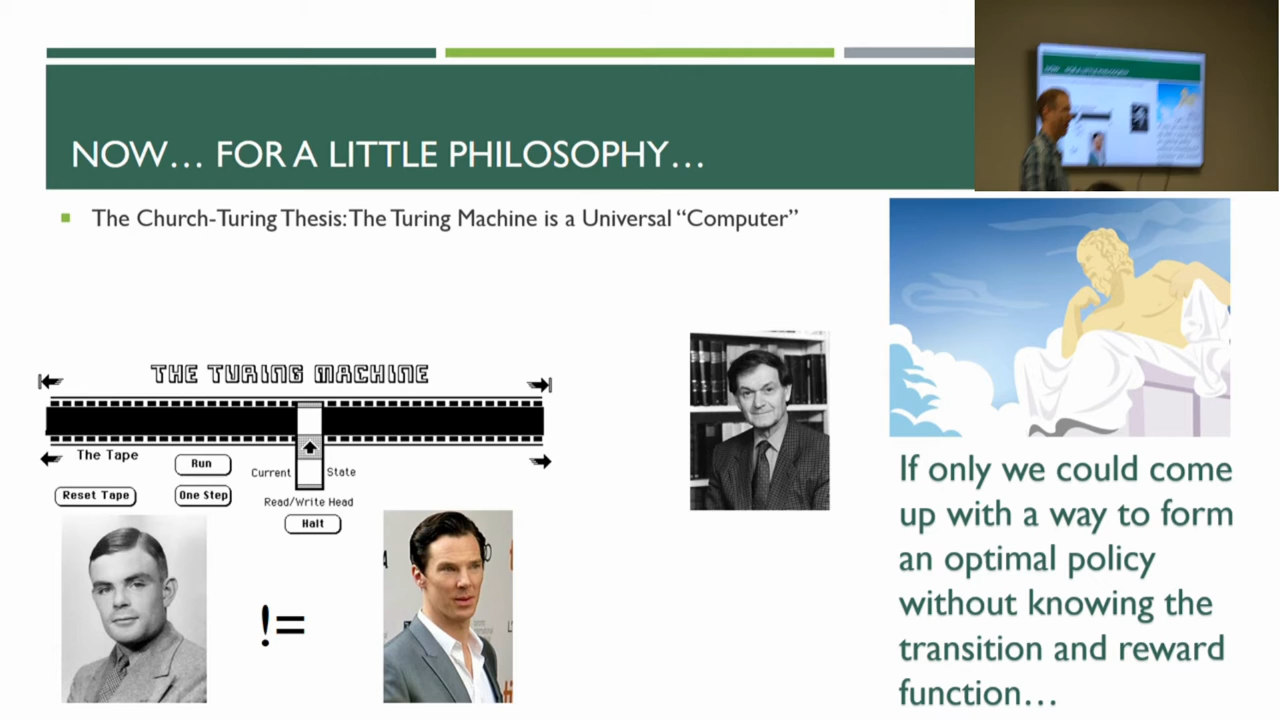 NOW… FOR A LITTLE PHILOSOPHY…
The Church-Turing Thesis: The Turing Machine is a Universal “Computer”
THE TURING MACHINE
The Tape
Run
Current
State
Reset Tape
One Step
Read/Write Head
Halt
!=
If only we could come
up with a way to form
an optimal policy
without knowing the
transition and reward
function…